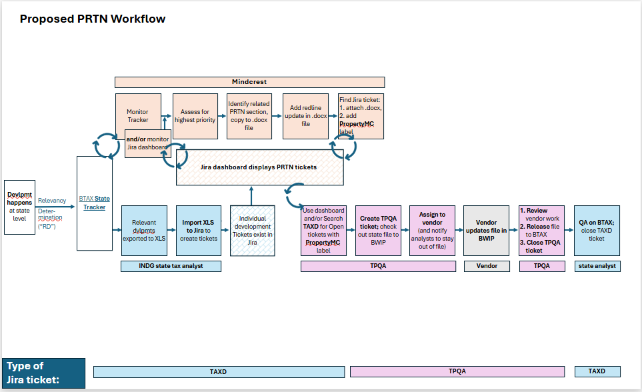 Proposed PRTN Workflow
Minderest
Monitor
Tracker
and/or monitor
Jira dashboard
Assess for
highest priority
Identify related
PRTN section,
copy to .docx
file
Add redline
update in .docx
file
Find Jira ticket:
1. attach .docx,
2. add
PropertyMC
label
Jira dashboard displays PRTN tickets
Devlpmt
happens
at state
level
Relevancy
Deter-
mination
("RD")
BTAX State
Tracker
Relevant
dvlpmts
exported to XLS
Import XLS
to Jira to
create tickets
Individual
development
Tickets exist in
Jira
Use dashboard
and/or Search
TAXD for Open
tickets with
PropertyMC
label
Create TPQA
ticket; check
out state file to
BWIP
Assign to
vendor
(and notify
analysts to stay
out of file)
Vendor
updates file in
BWIP
1. Review
vendor work
2. Release file
to BTAX
3. Close TPQA
ticket
QA on BTAX;
close TAXD
ticket
INDG state tax analyst
TPQA
Vendor
TPQA
state analyst
Type of
Jira ticket:
TAXD
TPQA
TAXD